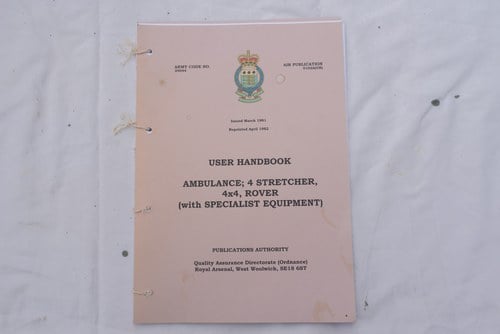 ARMY CODE NO.
AIR PUBLICATION
Issued March 1981
Reprinted April 1982
USER HANDBOOK
AMBULANCE; 4 STRETCHER,
4x4, ROVER
(with SPECIALIST EQUIPMENT)
PUBLICATIONS AUTHORITY
Quality Assurance Directorate (Ordnance)
Royal Arsenal, West Woolwich, SE18 6ST